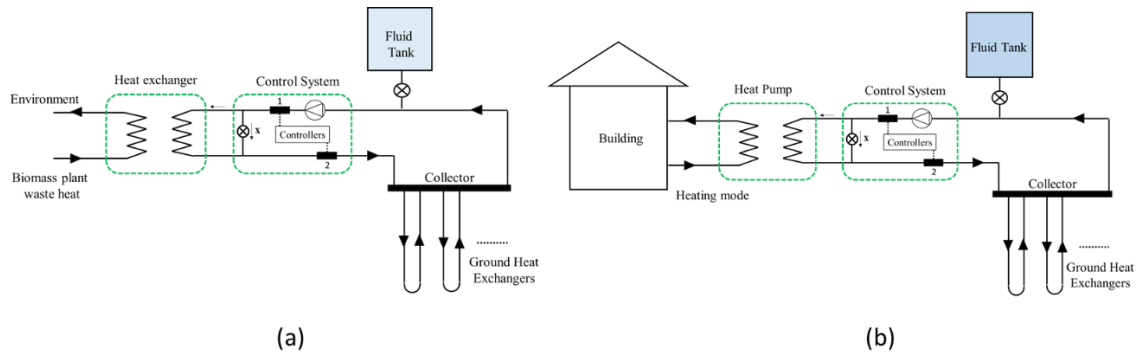 Fluid
Tank
Heat exchanger
Control System
Environment
1
x
Controllers
2
Biomass plant
waste heat
Collector
Ground Heat
Exchangers
(a)
Fluid Tank
Heat Pump
Control System
1
x
Controllers
Building
2
Heating mode
Collector
Ground Heat
Exchangers
(b)